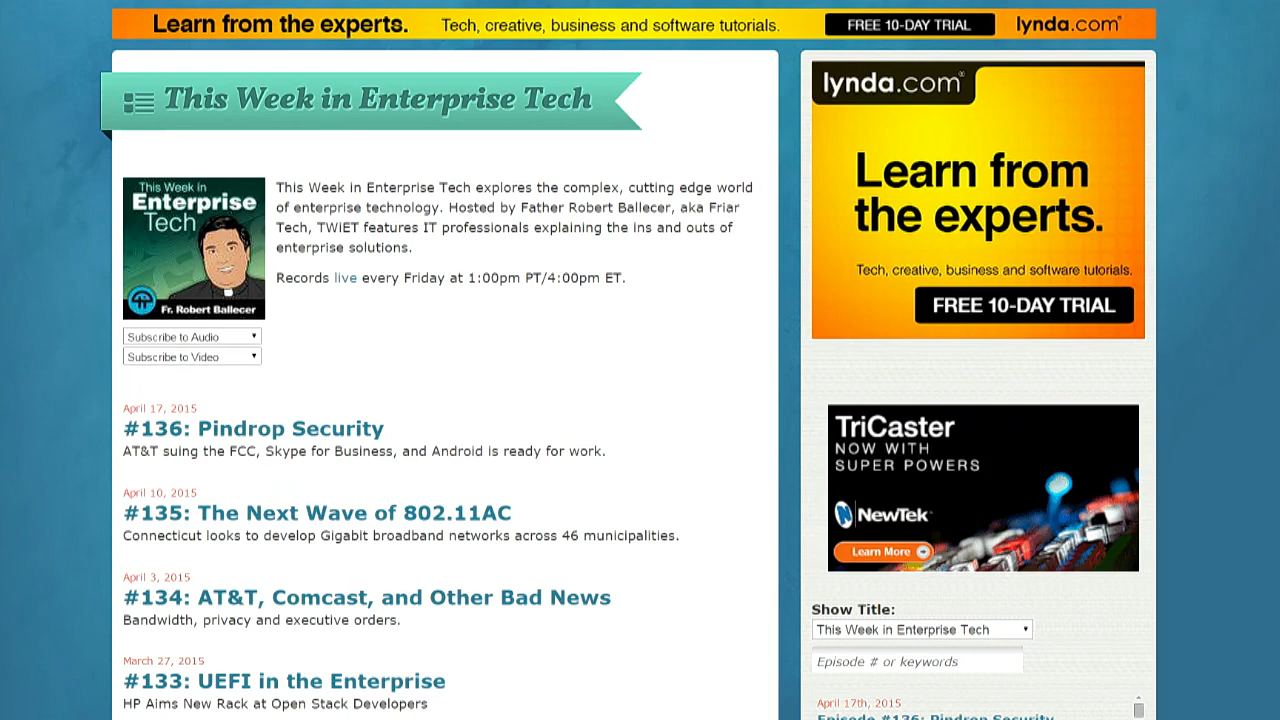 Learn from the experts. Tech, creative, business and software tutorials. FREE 10-DAY TRIAL lynda.com®
This Week in Enterprise Tech
This Week in
Enterprise
Tech
Fr. Robert Ballecer
This Week in Enterprise Tech explores the complex, cutting edge world
of enterprise technology. Hosted by Father Robert Ballecer, aka Friar
Tech, TWiET features IT professionals explaining the ins and outs of
enterprise solutions.
Records live every Friday at 1:00pm PT/4:00pm ET.
Subscribe to Audio
Subscribe to Video
April 17, 2015
#136: Pindrop Security
AT&T suing the FCC, Skype for Business, and Android is ready for work.
April 10, 2015
#135: The Next Wave of 802.11AC
Connecticut looks to develop Gigabit broadband networks across 46 municipalities.
April 3, 2015
#134: AT&T, Comcast, and Other Bad News
Bandwidth, privacy and executive orders.
March 27, 2015
#133: UEFI in the Enterprise
HP Aims New Rack at Open Stack Developers
lynda.com®
Learn from
the experts.
Tech, creative, business and software tutorials.
FREE 10-DAY TRIAL
TriCaster
NOW WITH
SUPER POWERS
NewTek
Learn More
Show Title:
This Week in Enterprise Tech
Episode # or keywords
April 17th, 2015
Episode #136: Pindrop Security